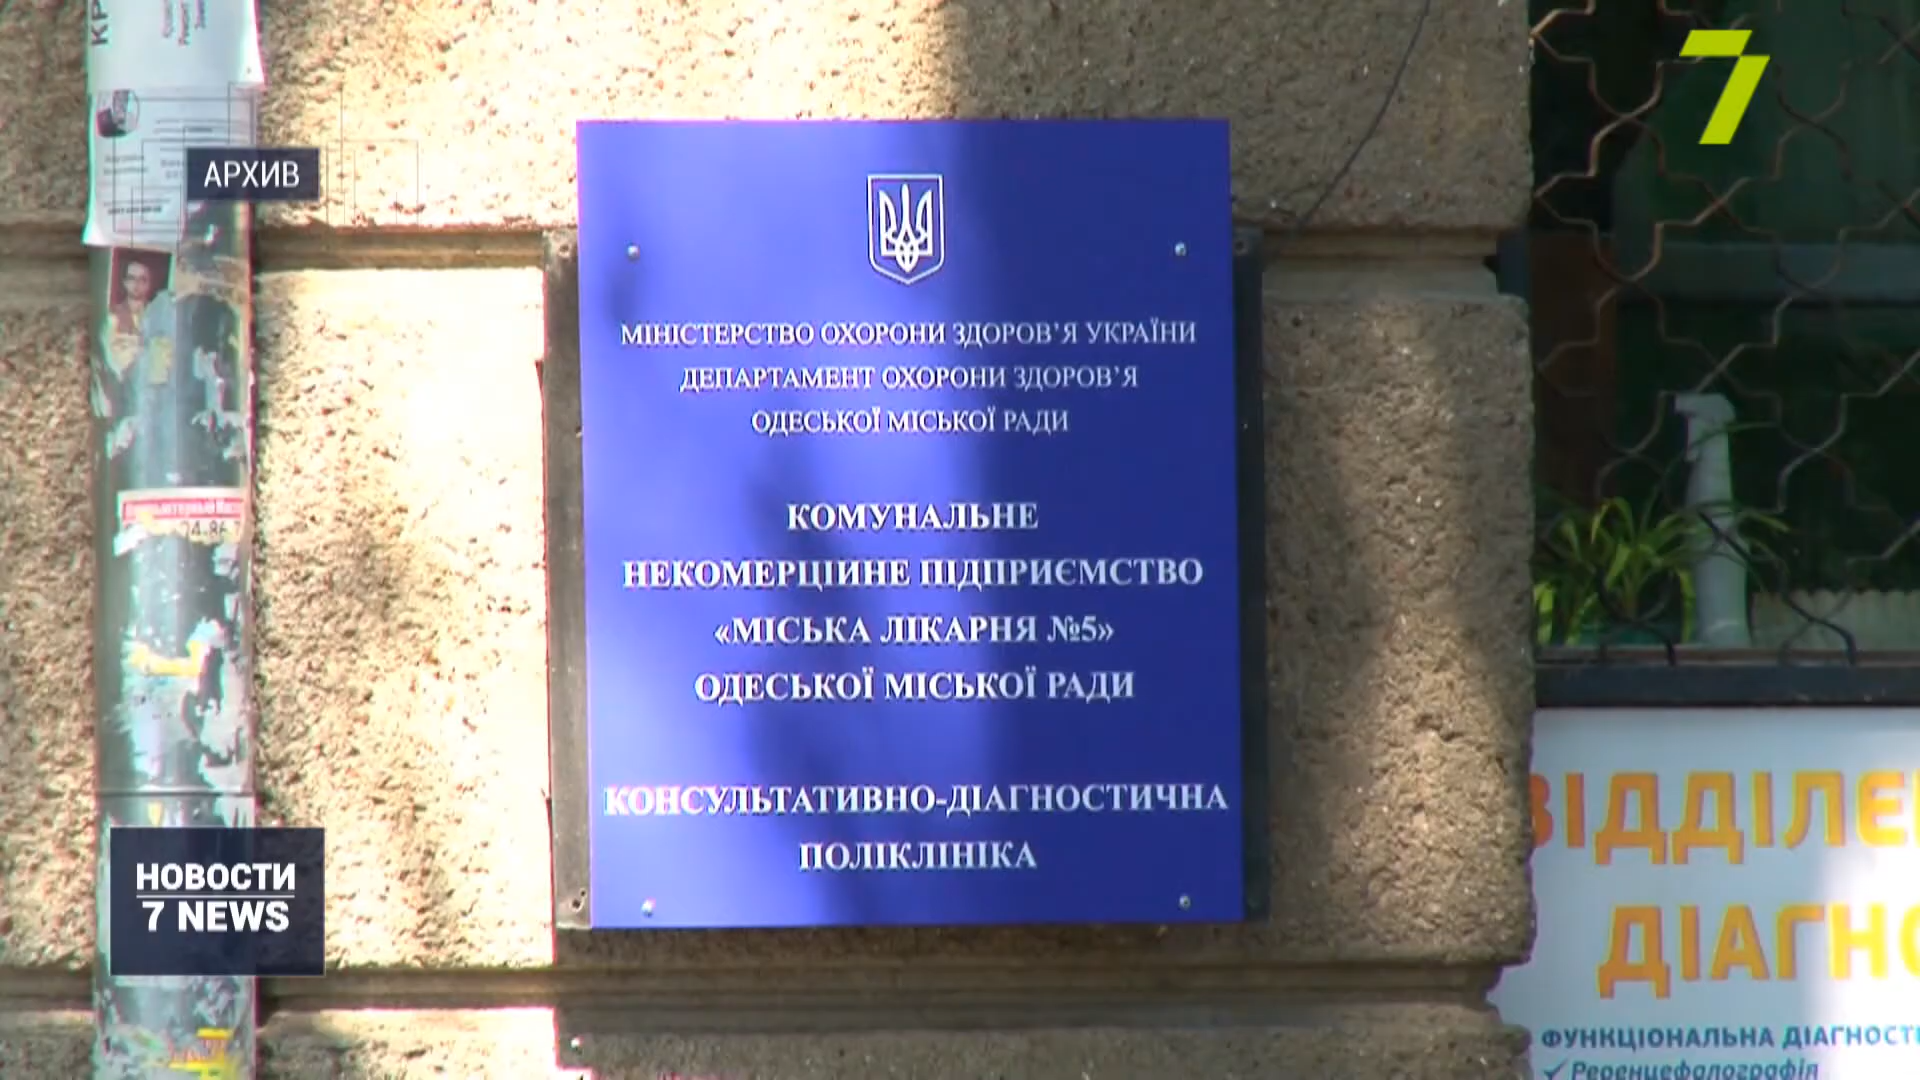 7
АРХИВ
МІНІСТЕРСТВО ОХОРОНИ ЗДОРОВ'Я УКРАЇНИ
ДЕПАРТАМЕНТ ОХОРОНИ ЗДОРОВ'Я
ОДЕСЬКОЇ МІСЬКОЇ РАДИ
КОМУНАЛЬНЕ
НЕКОМЕРЦІЙНЕ ПІДПРИЄМСТВО
«МІСЬКА ЛІКАРНЯ №5»
ОДЕСЬКОЇ МІСЬКОЇ РАДИ
КОНСУЛЬТАТИВНО-ДІАГНОСТИЧНА
ПОЛІКЛІНІКА
НОВОСТИ
7 NEWS
ВІДДІЛЕ
ДІАГНО
ФУНКЦІОНАЛЬНА ДІАГНОСТ
✓ Реоенцефалографія